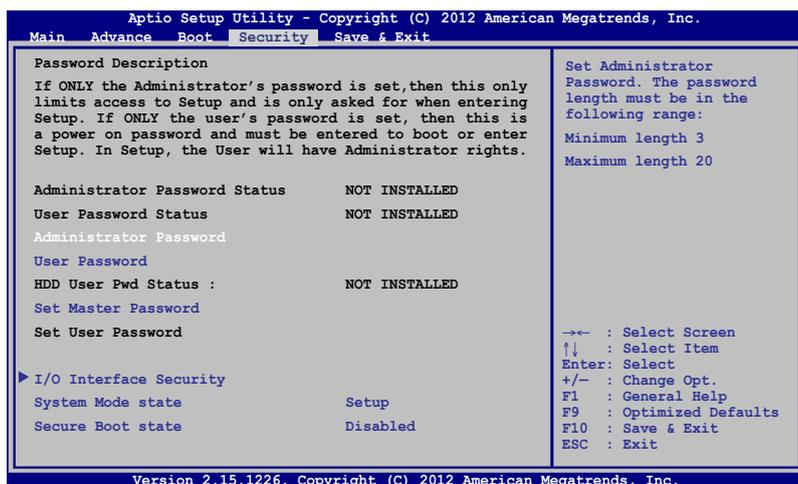 Aptio Setup Utility - Copyright (C) 2012 American Megatrends, Inc.
Main Advance Boot Security Save & Exit
Password Description
If ONLY the Administrator's password is set,then this only
limits access to Setup and is only asked for when entering
Setup. If ONLY the user's password is set, then this is
a power on password and must be entered to boot or enter
Setup. In Setup, the User will have Administrator rights.
Administrator Password Status NOT INSTALLED
User Password Status NOT INSTALLED
Administrator Password
User Password
HDD User Pwd Status : NOT INSTALLED
Set Master Password
Set User Password
I/O Interface Security
System Mode state Setup
Secure Boot state Disabled
Set Administrator
Password. The password
length must be in the
following range:
Minimum length 3
Maximum length 20
→← : Select Screen
↑↓ : Select Item
Enter: Select
+/— : Change Opt.
F1 : General Help
F9 : Optimized Defaults
F10 : Save & Exit
ESC : Exit
Version 2.15.1226. Copyright (C) 2012 American Megatrends, Inc.